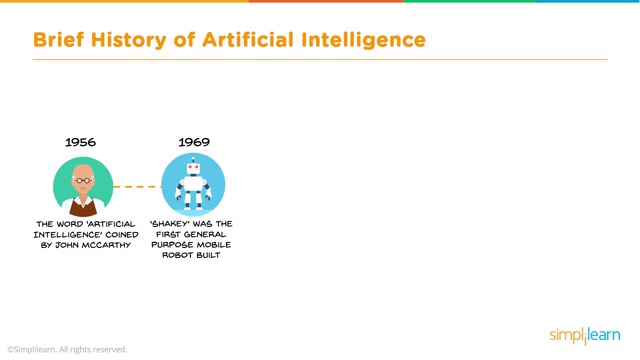 Brief History of Artificial Intelligence
1956
THE WORD 'ARTIFICIAL
INTELLIGENCE' COINED
BY JOHN MCCARTHY
1969
'SHAKEY' WAS THE
FIRST GENERAL
PURPOSE MOBILE
ROBOT BUILT
simplilearn
©Simplilearn. All rights reserved.